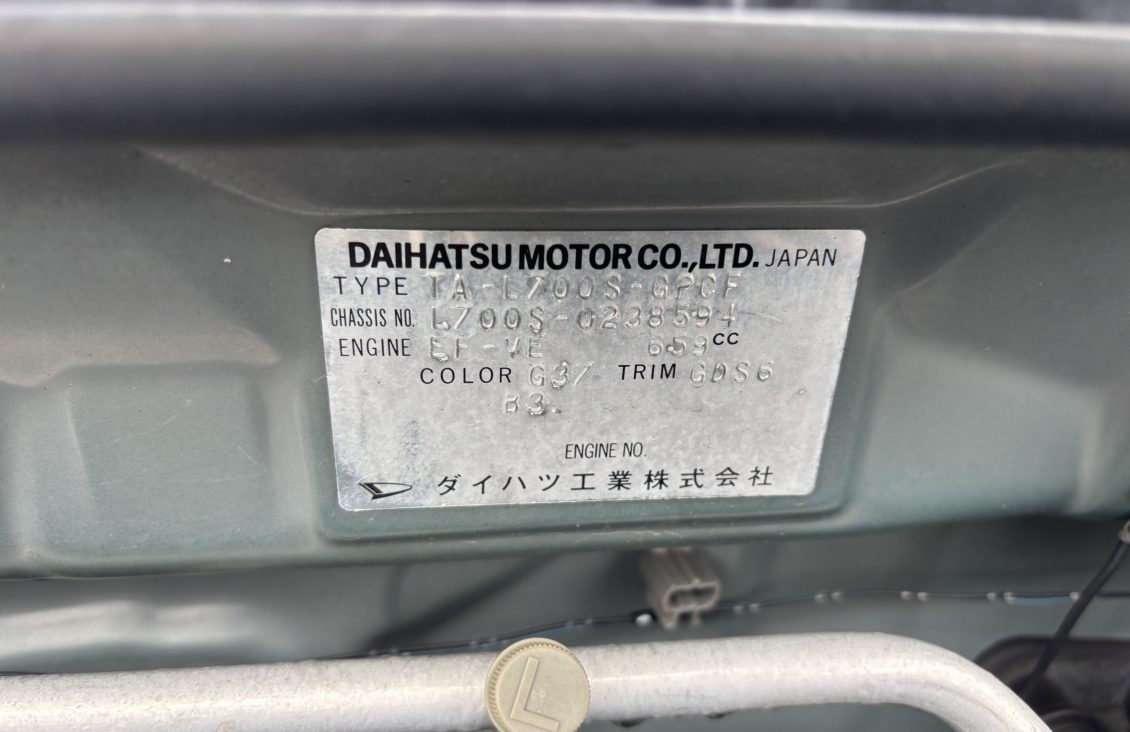 DAIHATSU MOTOR CO.,LTD. JAPAN
TYPE TA-L700S-GPCF
CHASSIS NO. L700S-0238594
ENGINE EF-VE 659CC
COLOR G37 TRIM GDS6
B3.
ENGINE NO.
ダイハツ工業株式会社
L